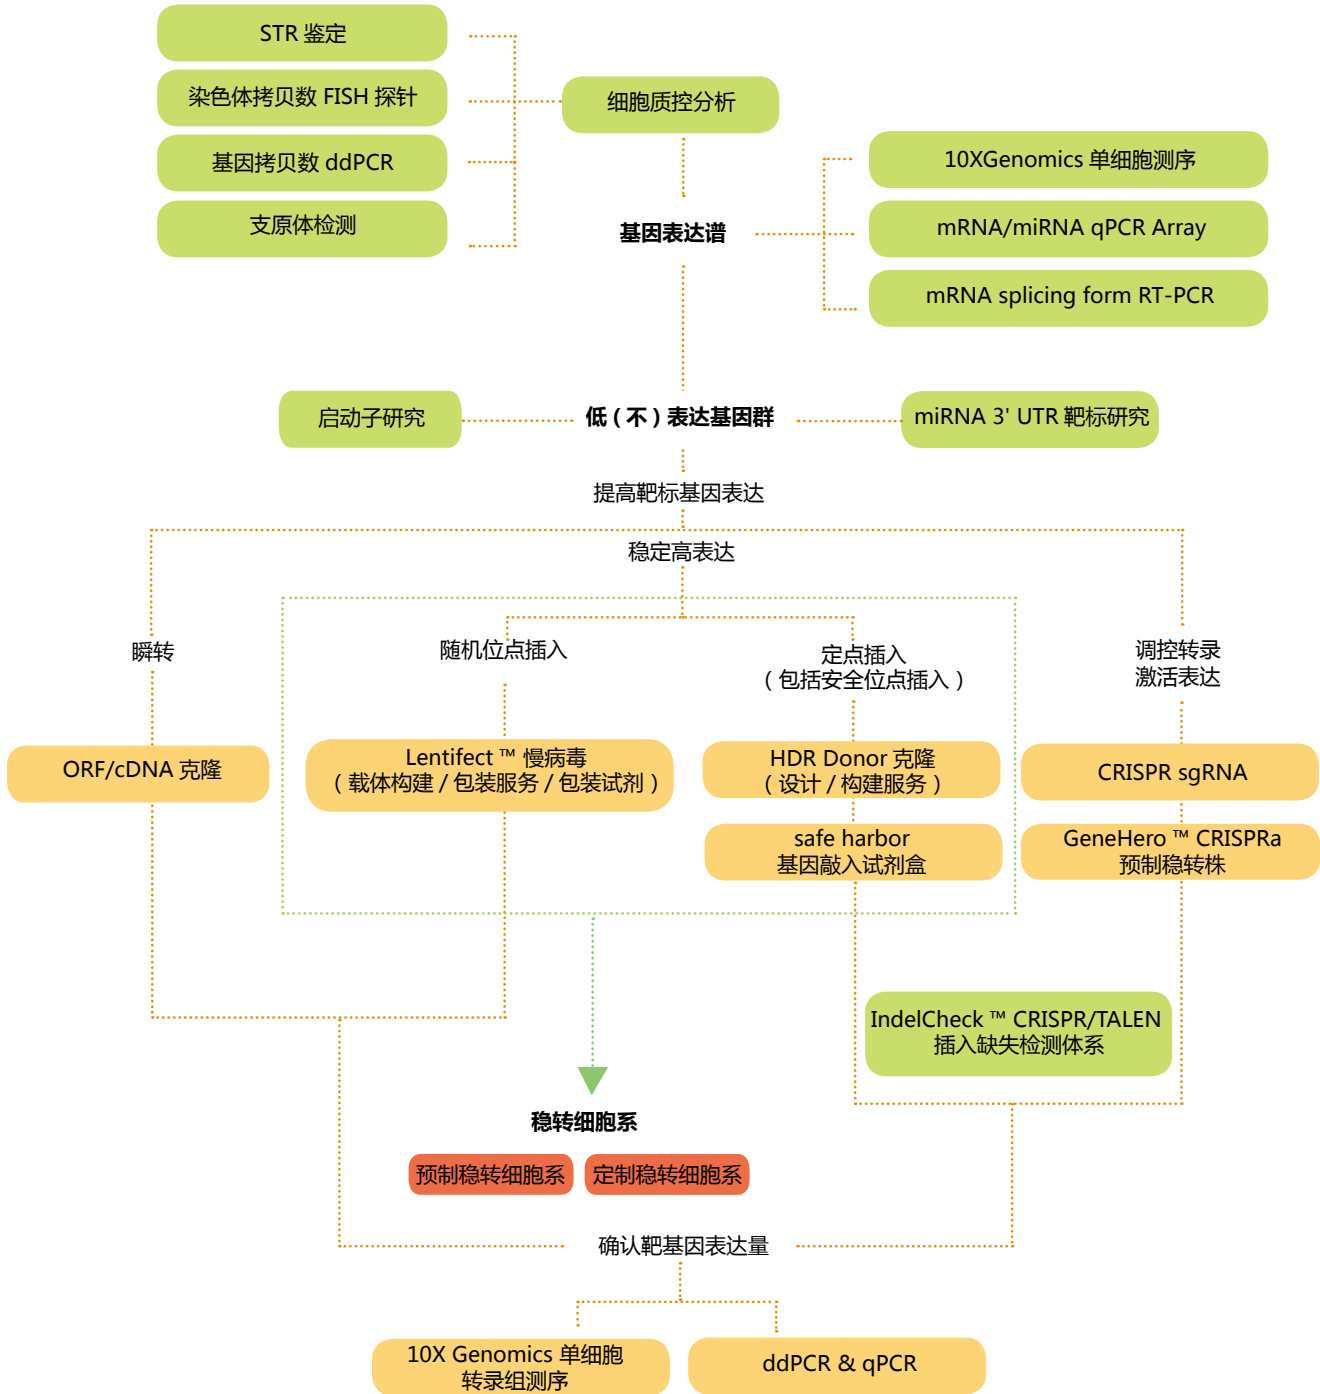 STR 鉴定
染色体拷贝数 FISH 探针
基因拷贝数 ddPCR
支原体检测
细胞质控分析
基因表达谱
10XGenomics 单细胞测序
mRNA/miRNA qPCR Array
mRNA splicing form RT-PCR
启动子研究
低（不）表达基因群
miRNA 3' UTR 靶标研究
提高靶标基因表达
稳定高表达
瞬转
随机位点插入
定点插入
（包括安全位点插入）
调控转录
激活表达
ORF/cDNA 克隆
Lentifect ™ 慢病毒
（载体构建 / 包装服务 / 包装试剂）
HDR Donor 克隆
（设计 / 构建服务）
safe harbor
基因敲入试剂盒
CRISPR sgRNA
GeneHero ™ CRISPRa
预制稳转株
IndelCheck ™ CRISPR/TALEN
插入缺失检测体系
稳转细胞系
预制稳转细胞系
定制稳转细胞系
确认靶基因表达量
10X Genomics 单细胞
转录组测序
ddPCR & qPCR